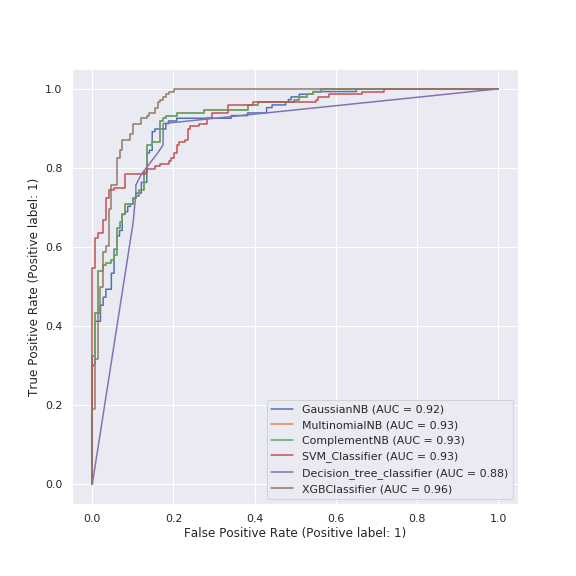 1.0
0.8
0.6
0.4
0.2
0.0
True Positive Rate (Positive label: 1)
GaussianNB (AUC = 0.92)
MultinomialNB (AUC = 0.93)
ComplementNB (AUC = 0.93)
SVM_Classifier (AUC = 0.93)
Decision_tree_classifier (AUC = 0.88)
XGBClassifier (AUC = 0.96)
0.0 0.2 0.4 0.6 0.8 1.0
False Positive Rate (Positive label: 1)